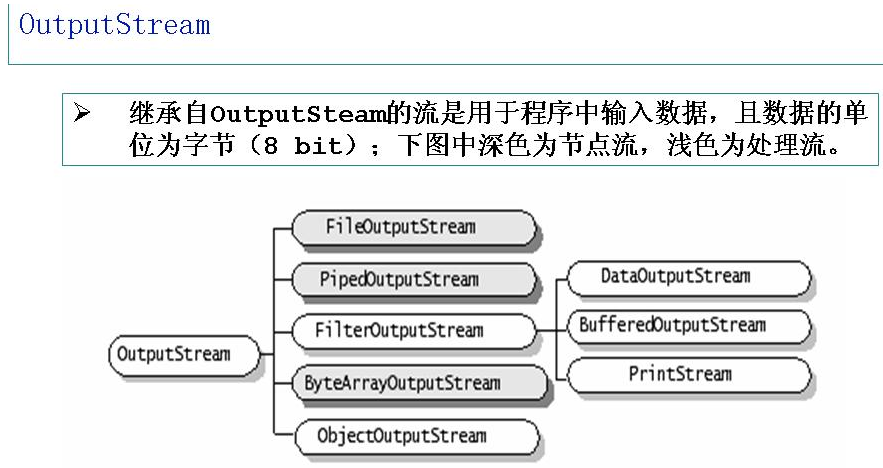 OutputStream
➢ 继承自OutputSteam的流是用于程序中输入数据，且数据的单
位为字节（8 bit）；下图中深色为节点流，浅色为处理流。
FileOutputStream
PipedOutputStream
DataOutputStream
FilterOutputStream
BufferedOutputStream
OutputStream
PrintStream
ByteArrayOutputStream
ObjectOutputStream